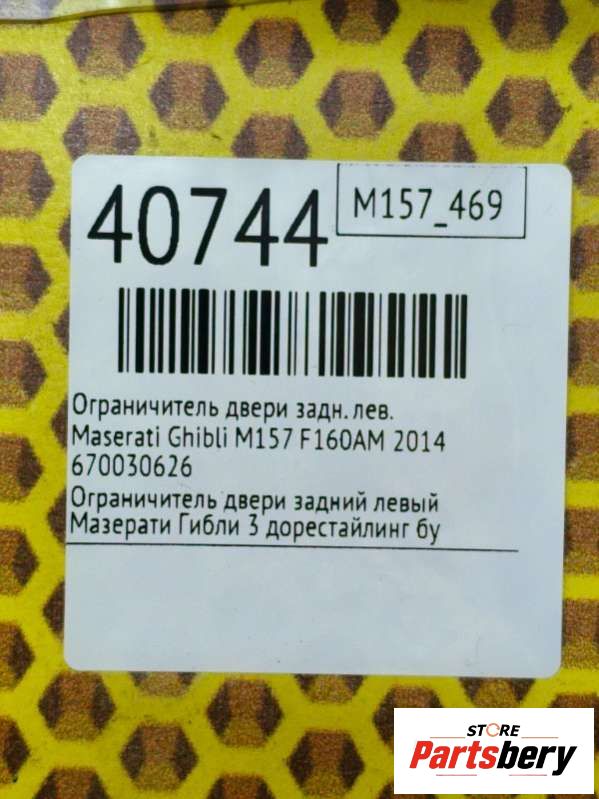 40744
M157_469
Ограничитель двери задн. лев.
Maserati Ghibli M157 F160AM 2014
670030626
Ограничитель двери задний левый
Мазерати Гибли 3 дорестайлинг бу
STORE
Partsbery